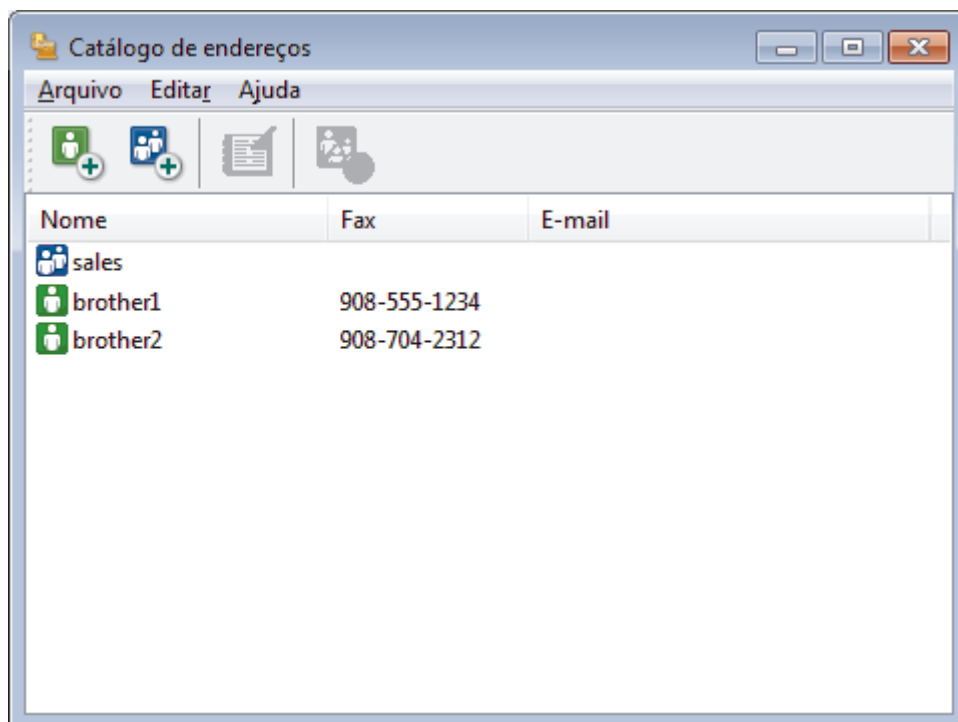 Catálogo de endereços
Arquivo Editar Ajuda
Nome Fax E-mail
sales
brother1 908-555-1234
brother2 908-704-2312